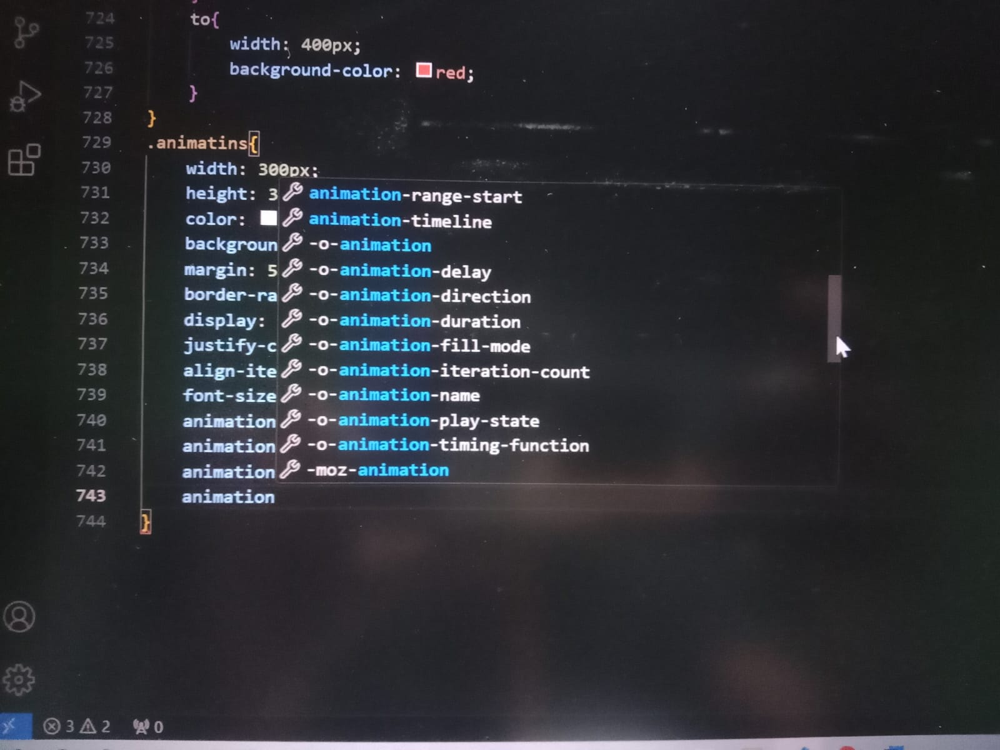 724 to{
725 width: 400px;
726 background-color: red;
727 }
728 }
729 .animatins{
730 width: 300px;
731 height: 3
732 color:
733 backgroun
734 margin: 5
735 border-ra
736 display:
737 justify-c
738 align-ite
739 font-size
740 animation
741 animation
742 animation
743 animation
744 }
animation-range-start
animation-timeline
-o-animation
-o-animation-delay
-o-animation-direction
-o-animation-duration
-o-animation-fill-mode
-o-animation-iteration-count
-o-animation-name
-o-animation-play-state
-o-animation-timing-function
-moz-animation
3 2 0